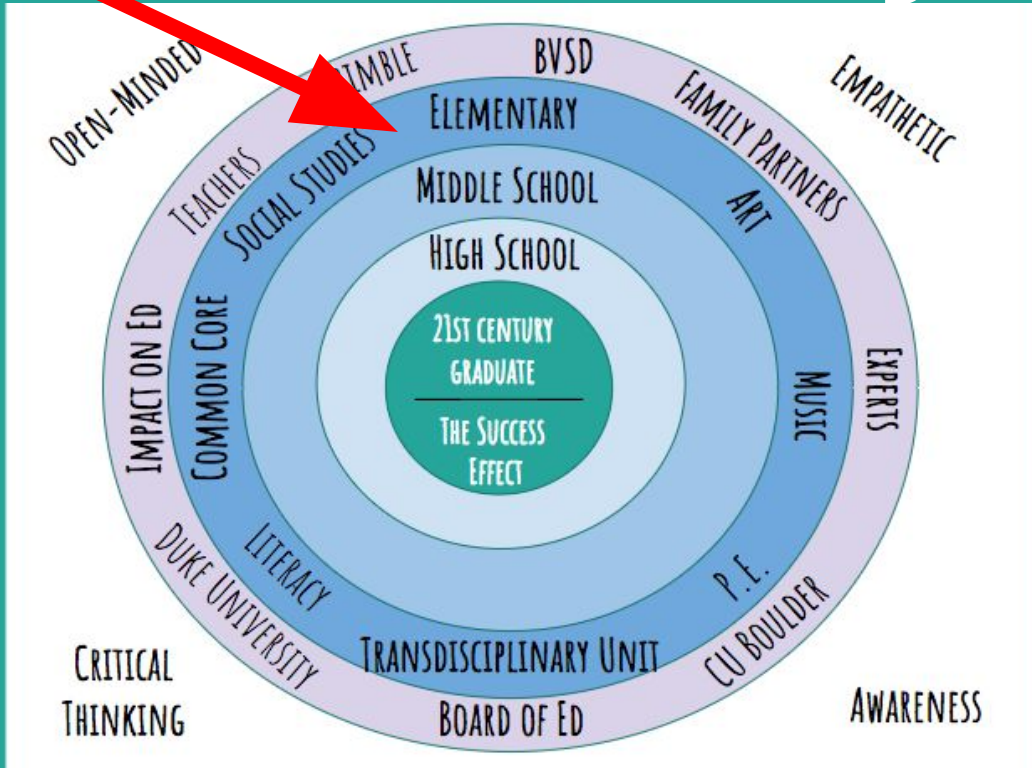 OPEN-MINDED
EMPATHETIC
BVSD
FAMILY PARTNERS
EXPERTS
CU BOULDER
BOARD OF ED
DUKE UNIVERSITY
IMPACT ON ED
TEACHERS
ELEMENTARY
ART
MUSIC
P.E.
TRANSDISCIPLINARY UNIT
LITERACY
COMMON CORE
SOCIAL STUDIES
MIDDLE SCHOOL
HIGH SCHOOL
21ST CENTURY
GRADUATE
THE SUCCESS
EFFECT
CRITICAL
THINKING
AWARENESS